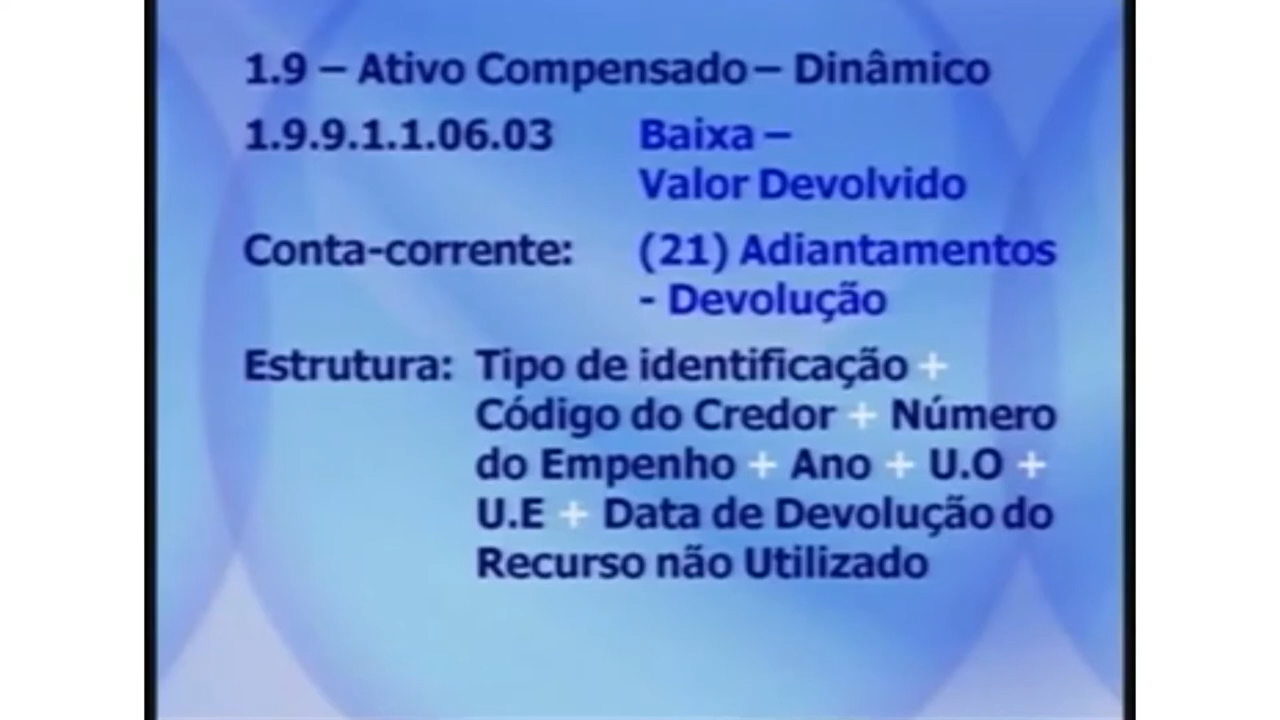 1.9 – Ativo Compensado – Dinâmico
1.9.9.1.1.06.03 Baixa –
Valor Devolvido
Conta-corrente: (21) Adiantamentos
- Devolução
Estrutura: Tipo de identificação +
Código do Credor + Número
do Empenho + Ano + U.O +
U.E + Data de Devolução do
Recurso não Utilizado